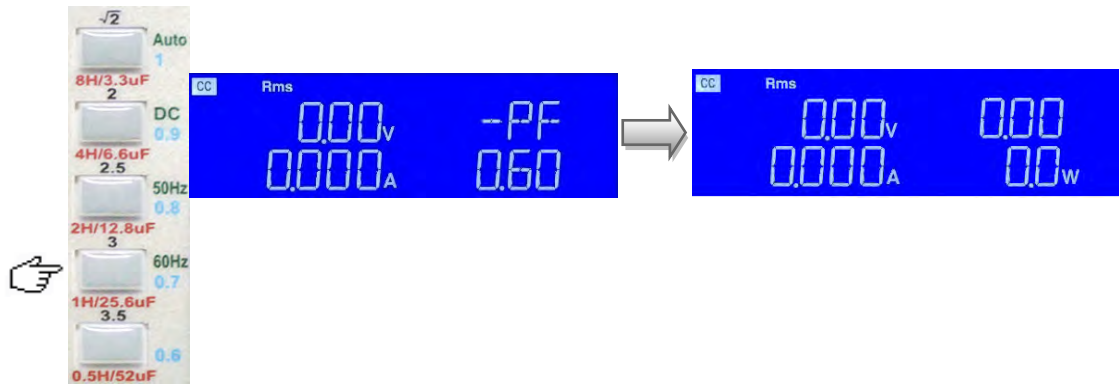 √2
Auto
1
8H/3.3uF
2
DC
0.9
4H/6.6uF
2.5
50Hz
0.8
2H/12.8uF
3
60Hz
0.7
1H/25.6uF
3.5
0.6
0.5H/52uF
CC Rms
0.00V -PF
0.000A 0.60
CC Rms
0.00V 0.00
0.000A 0.0W